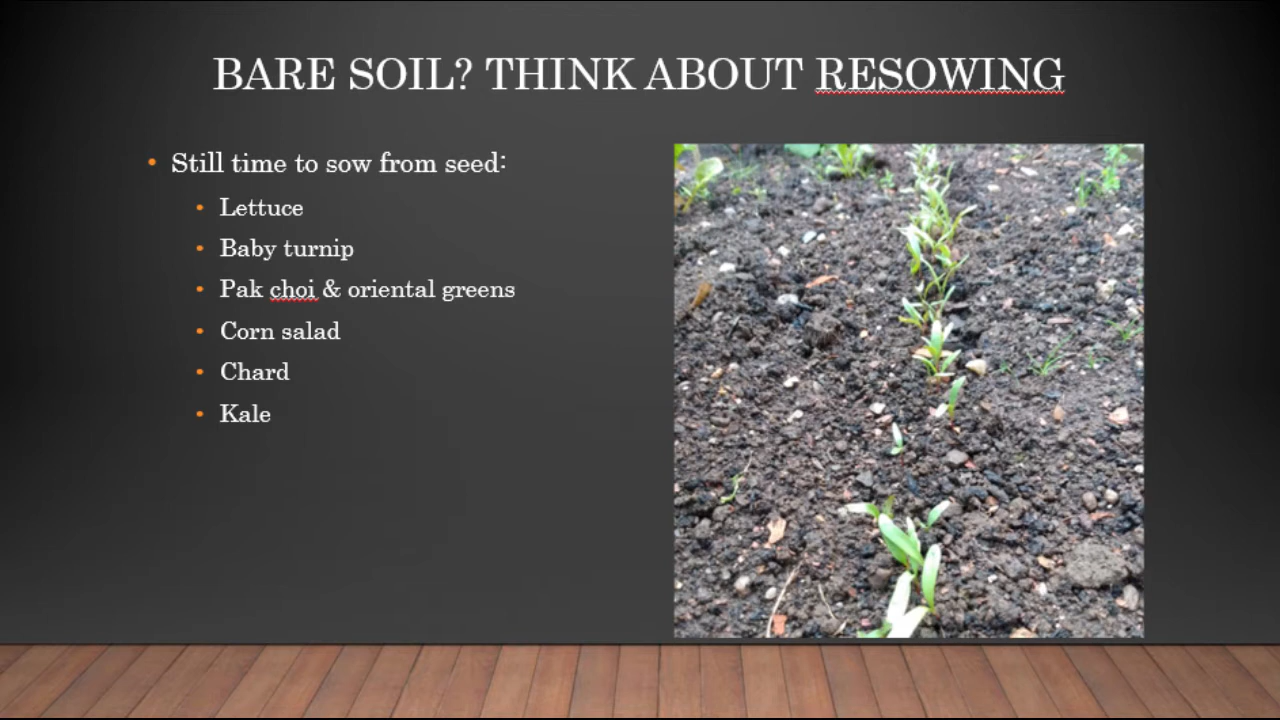 BARE SOIL? THINK ABOUT RESOWING
Still time to sow from seed:
Lettuce
Baby turnip
Pak choi & oriental greens
Corn salad
Chard
Kale